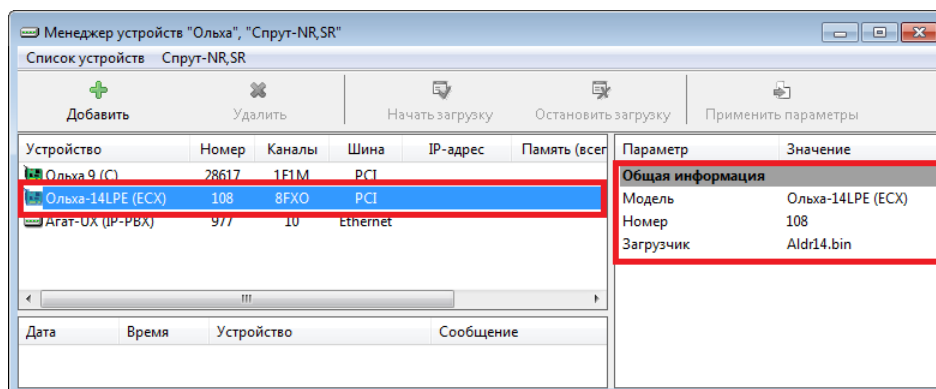 Менеджер устройств "Ольха", "Спрут-NR,SR"
Список устройств Спрут-NR,SR
Добавить Удалить Начать загрузку Остановить загрузку Применить параметры
Устройство Номер Каналы Шина IP-адрес Память (всег
Ольха 9 (C) 28617 1E1M PCI
Ольха-14LPE (ECX) 108 8FXO PCI
Агат-UX (IP-PBX) 977 10 Ethernet
Параметр Значение
Общая информация
Модель Ольха-14LPE (ECX)
Номер 108
Загрузчик Aldr14.bin
Дата Время Устройство Сообщение